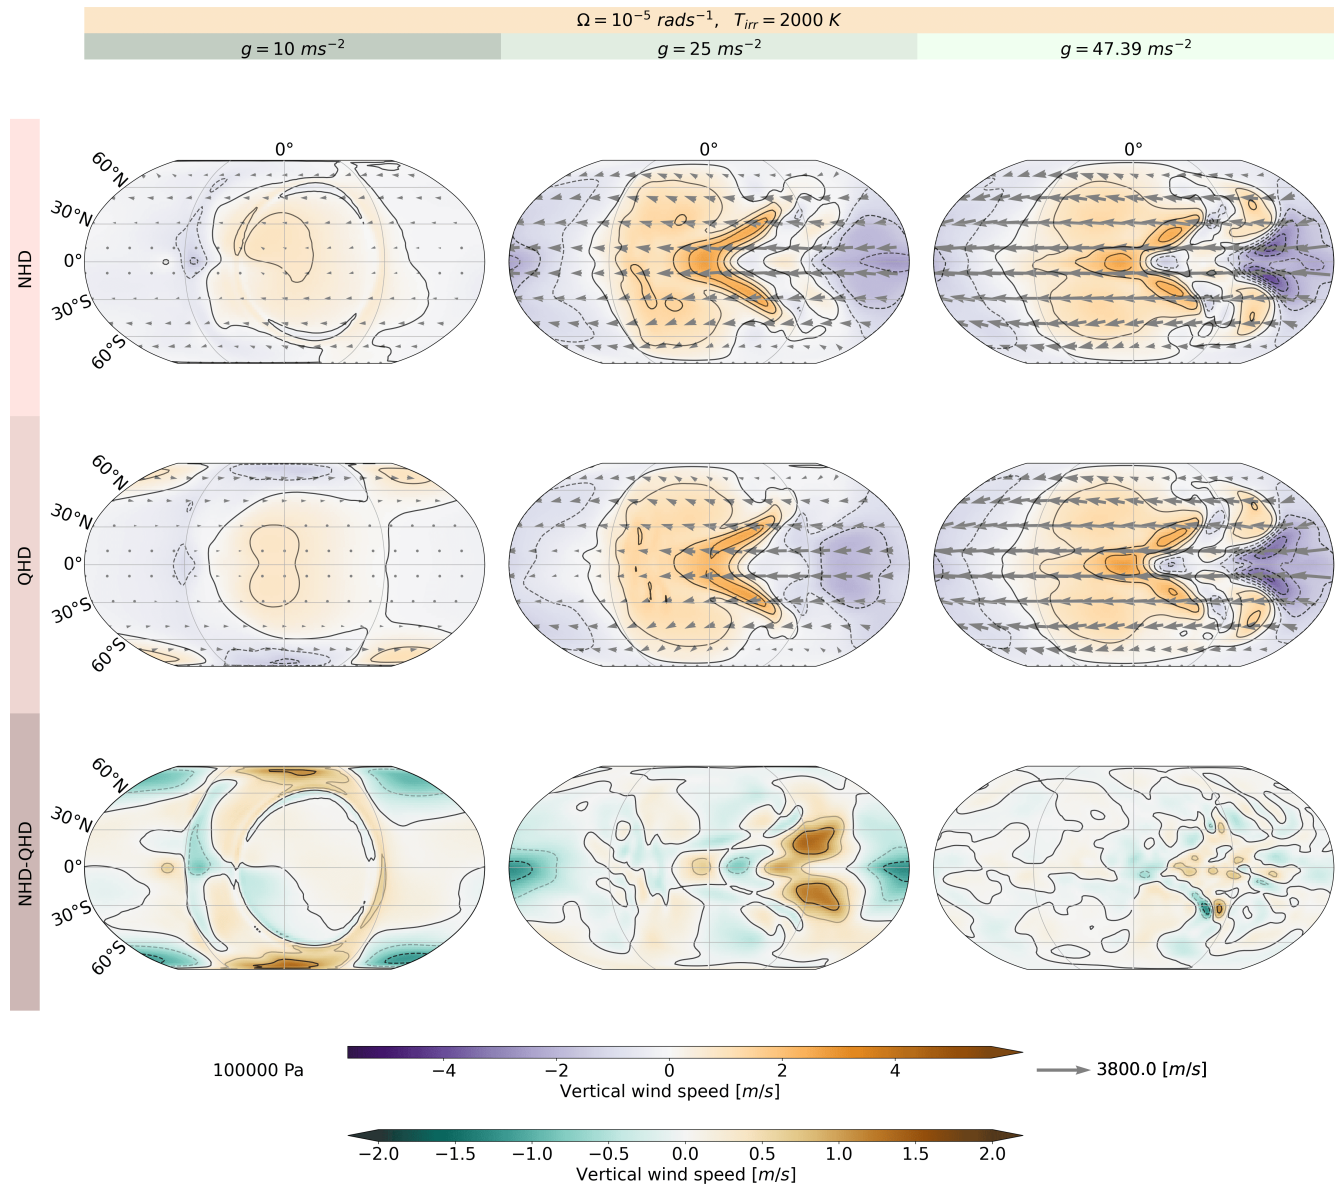 Ω = 10⁻⁵ rads⁻¹, T_irr = 2000 K
g = 10 ms⁻² g = 25 ms⁻² g = 47.39 ms⁻²
0° 0° 0°
NHD
60°N
30°N
0°
30°S
60°S
QHD
60°N
30°N
0°
30°S
60°S
NHD-QHD
60°N
30°N
0°
30°S
60°S
100000 Pa
−4 −2 0 2 4
Vertical wind speed [m/s]
3800.0 [m/s]
−2.0 −1.5 −1.0 −0.5 0.0 0.5 1.0 1.5 2.0
Vertical wind speed [m/s]